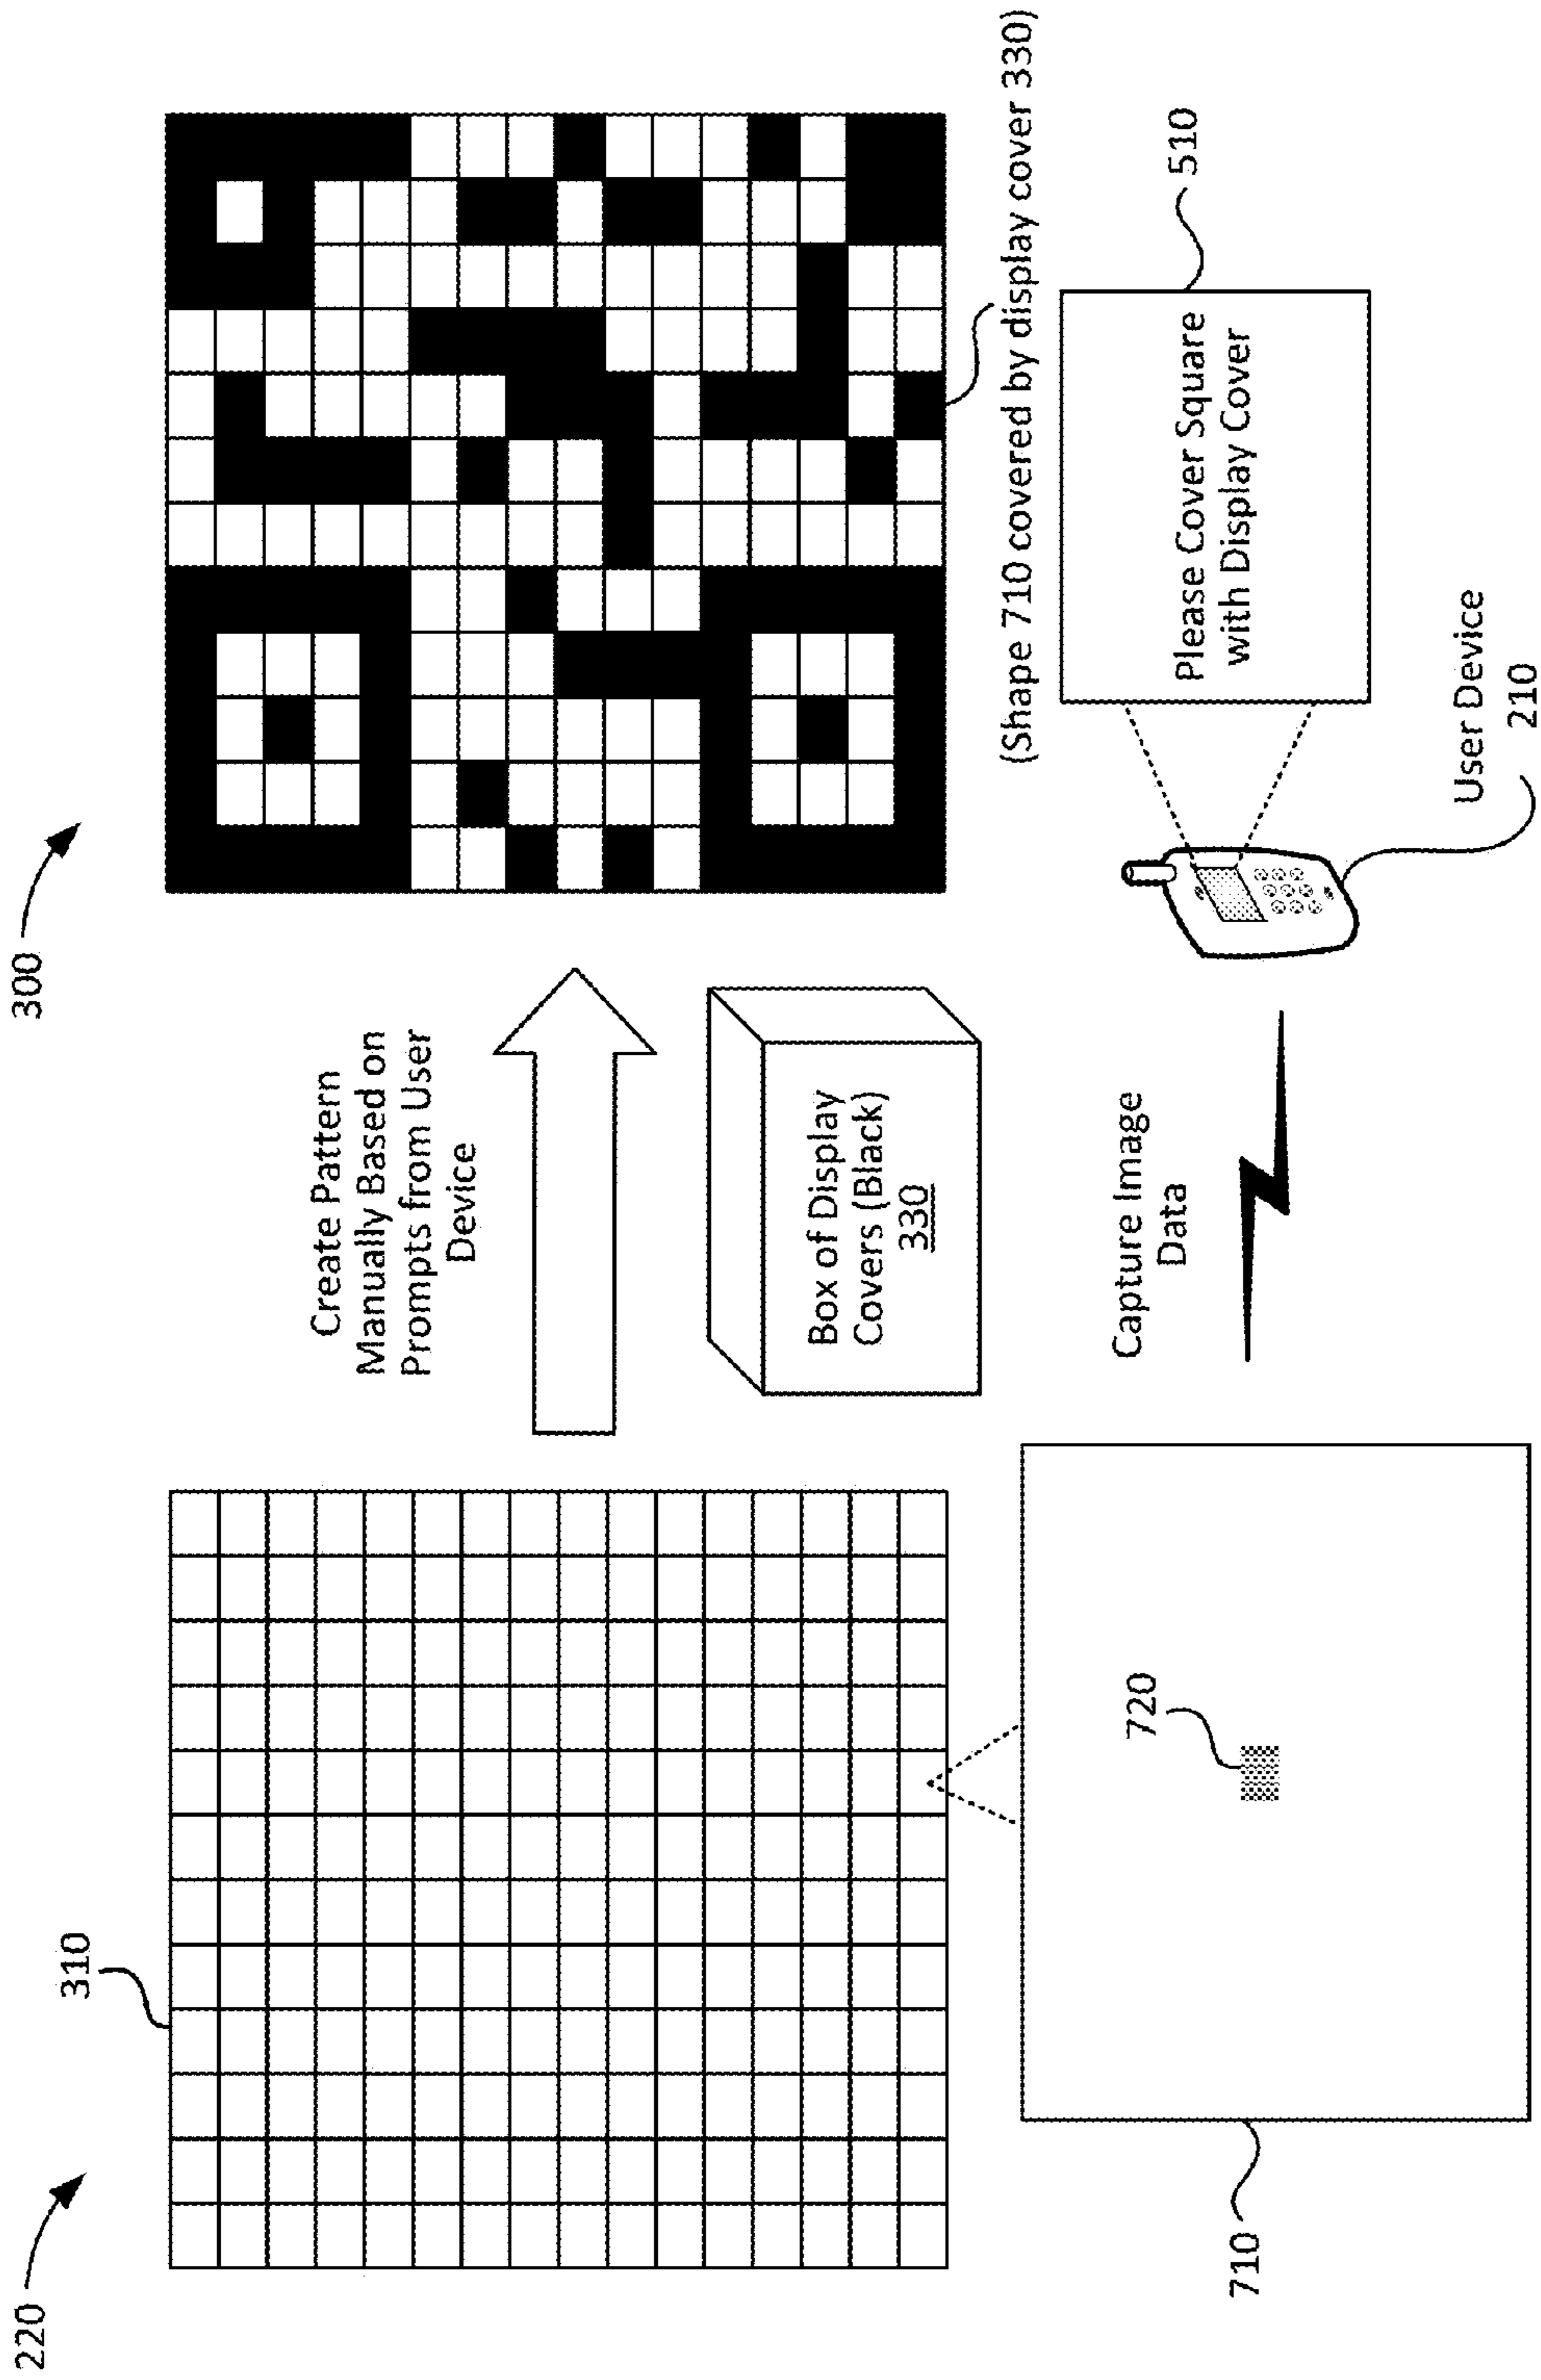 220
310
Create Pattern
Manually Based on
Prompts from User
Device
300
Box of Display
Covers (Black)
330
(Shape 710 covered by display cover 330)
710
720
Capture Image
Data
Please Cover Square
with Display Cover
510
User Device
210